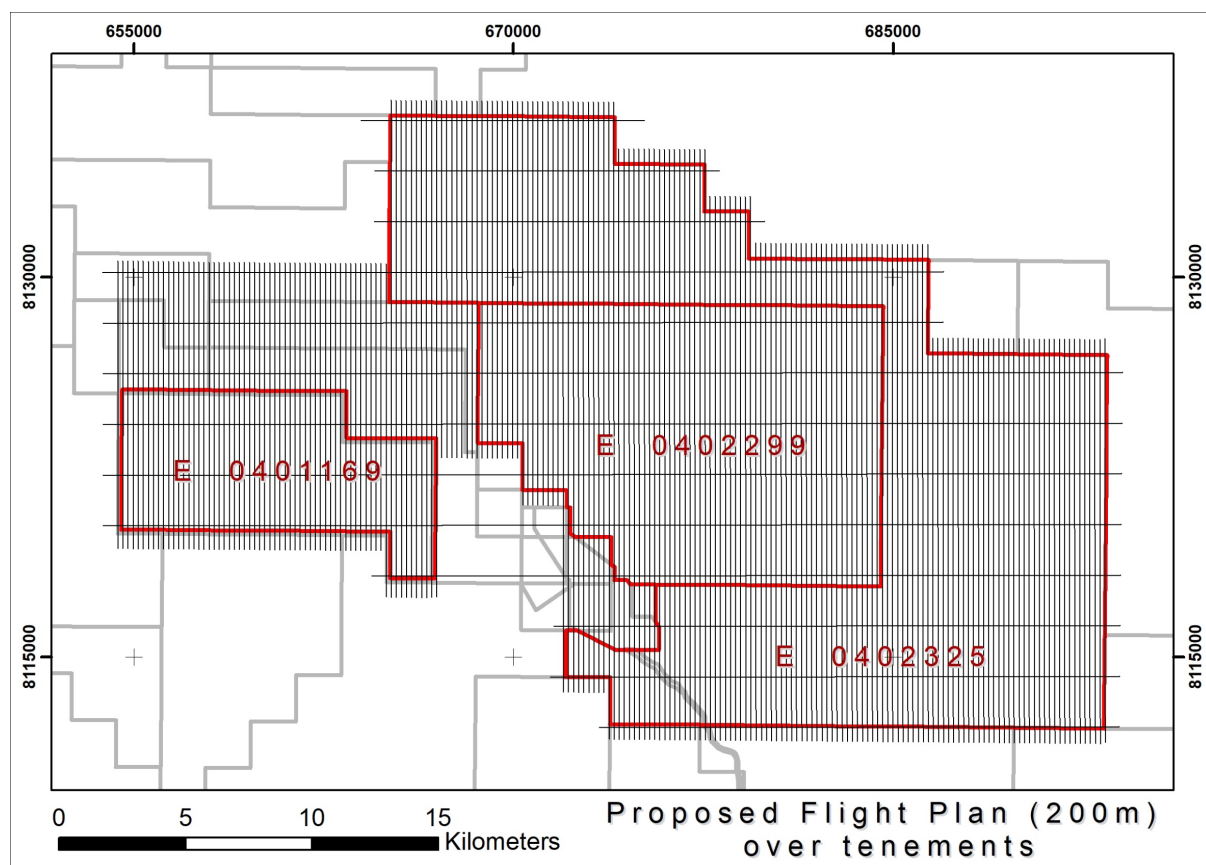 655000 670000 685000
8130000 8130000
E 0402299
E 0401169
8115000 8115000
E 0402325
0 5 10 15
Kilometers
Proposed Flight Plan (200m)
over tenements